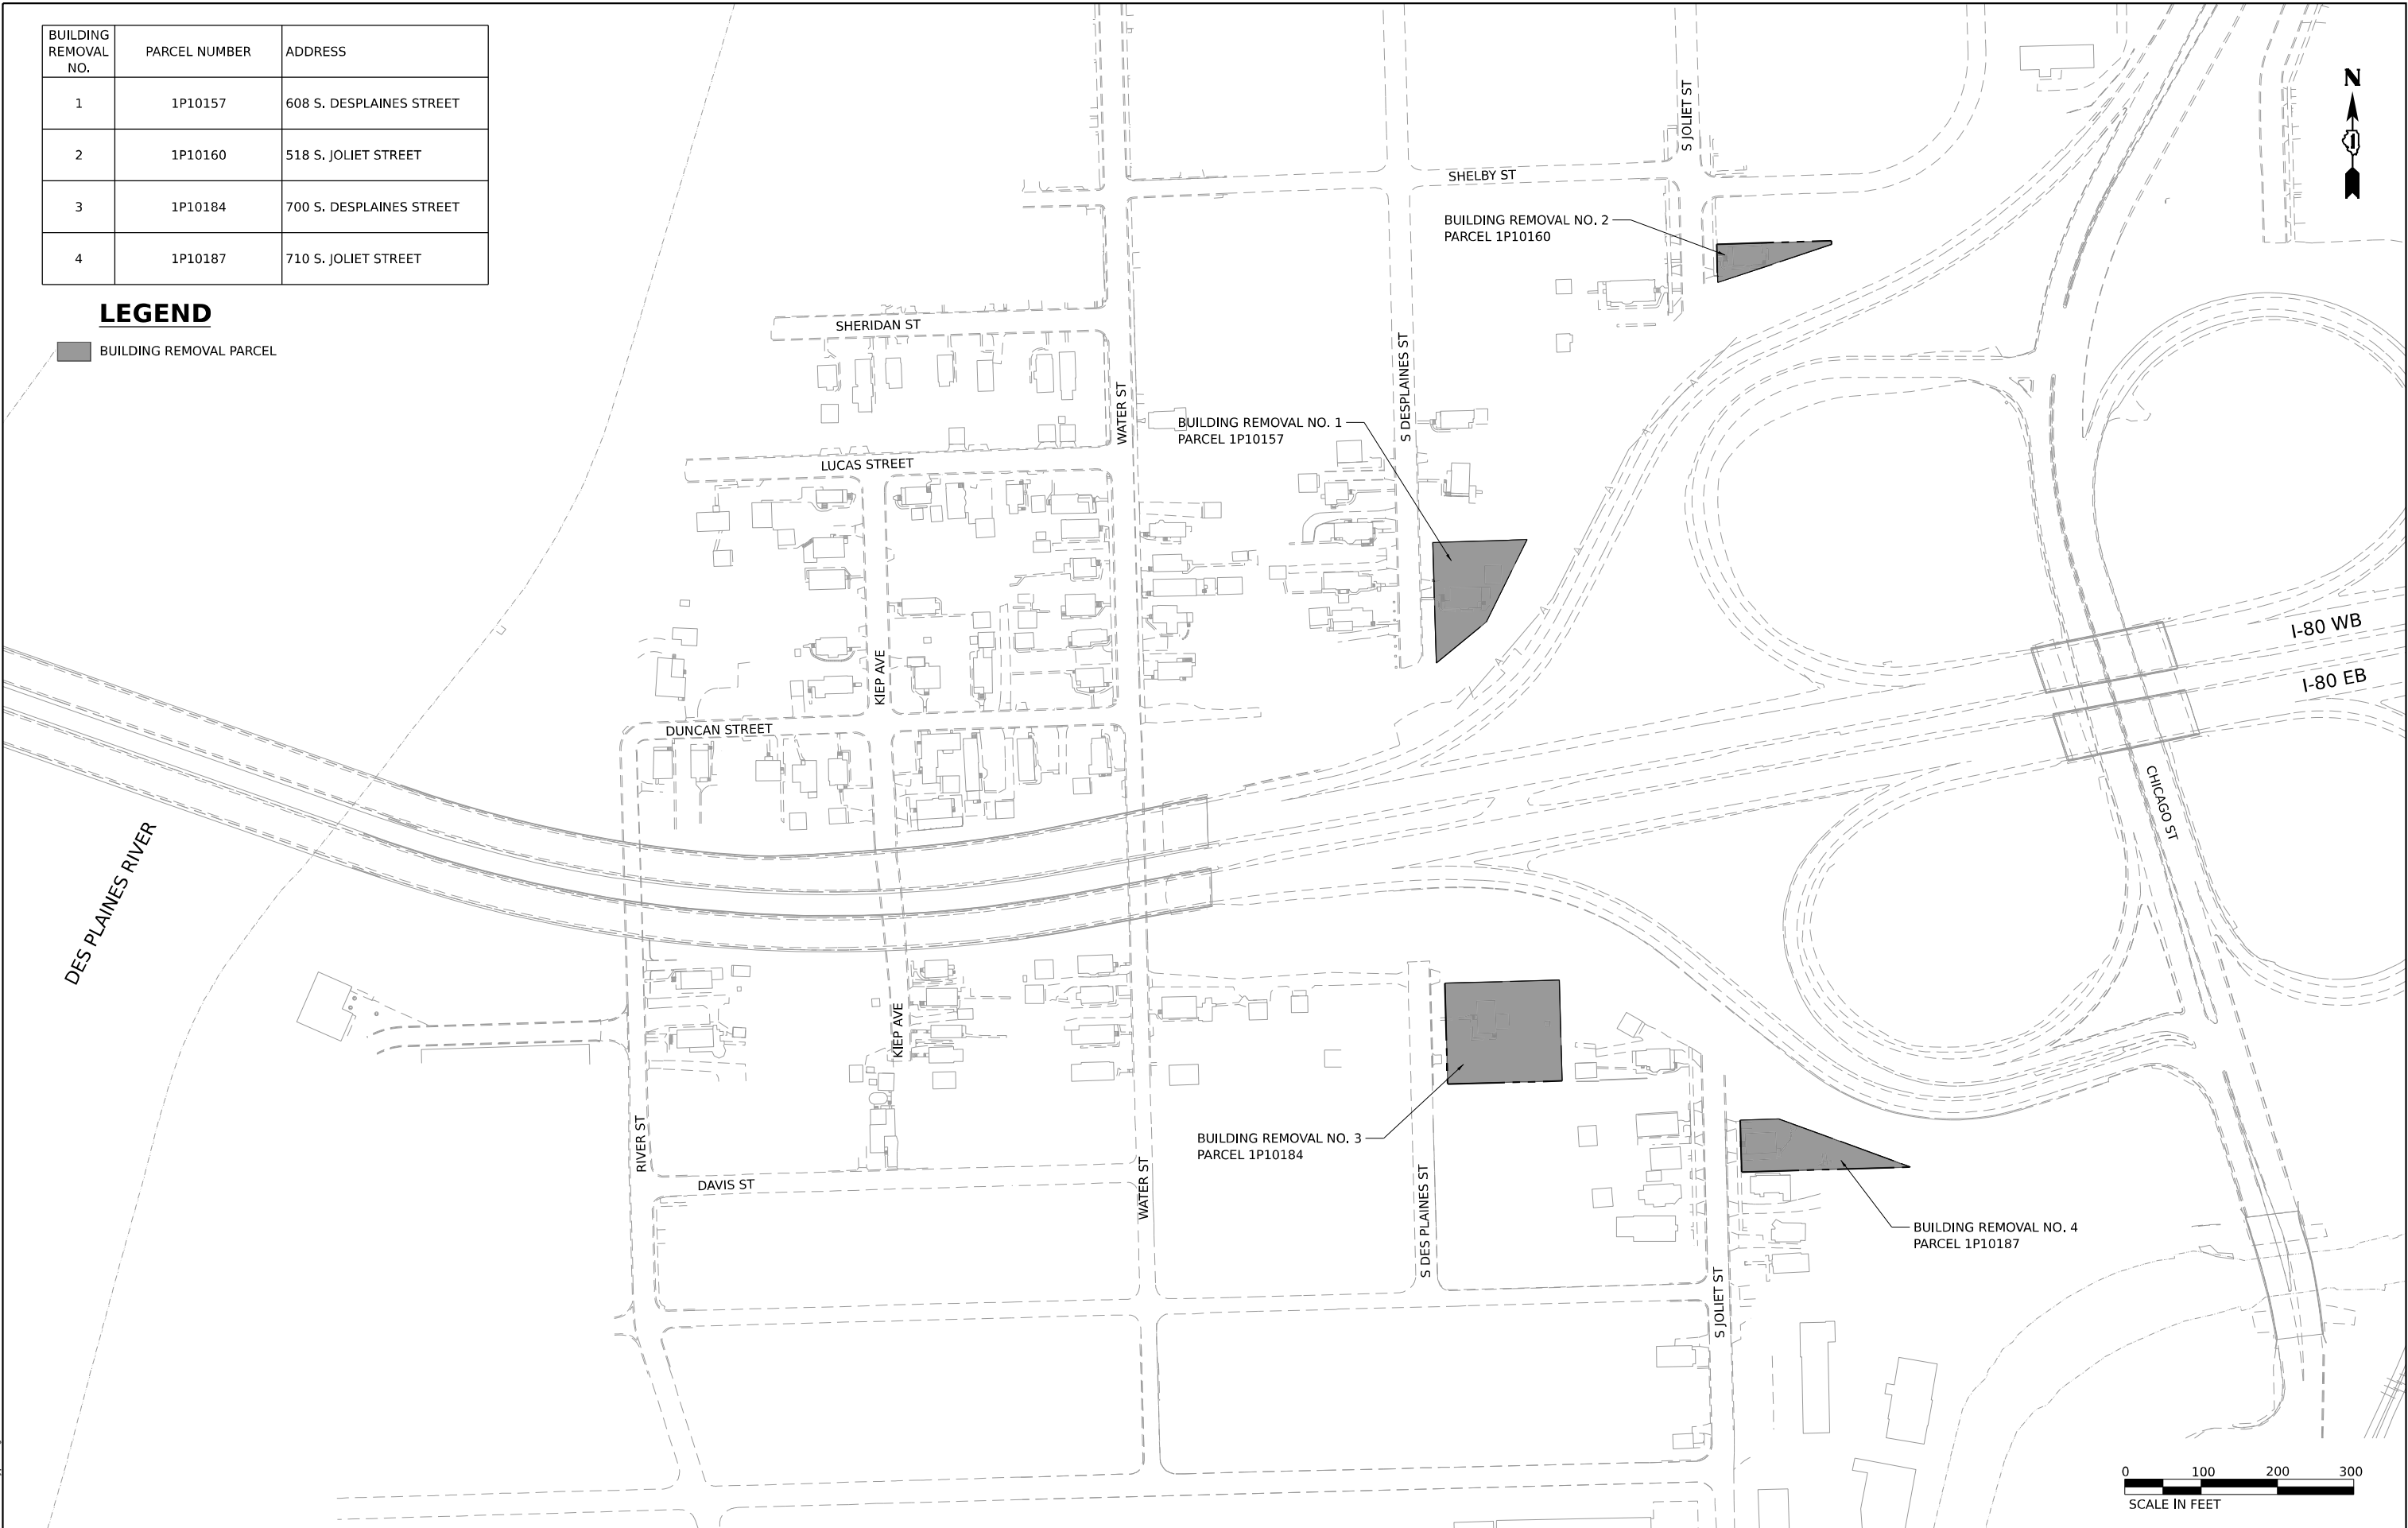 BUILDING
REMOVAL
NO.
PARCEL NUMBER
ADDRESS
1
1P10157
608 S. DESPLAINES STREET
2
1P10160
518 S. JOLIET STREET
3
1P10184
700 S. DESPLAINES STREET
4
1P10187
710 S. JOLIET STREET
LEGEND
BUILDING REMOVAL PARCEL
N
S JOLIET ST
SHELBY ST
BUILDING REMOVAL NO. 2
PARCEL 1P10160
SHERIDAN ST
WATER ST
S DESPLAINES ST
BUILDING REMOVAL NO. 1
PARCEL 1P10157
LUCAS STREET
I-80 WB
I-80 EB
KIEP AVE
DUNCAN STREET
CHICAGO ST
DES PLAINES RIVER
KIEP AVE
RIVER ST
BUILDING REMOVAL NO. 3
PARCEL 1P10184
DAVIS ST
WATER ST
S DES PLAINES ST
BUILDING REMOVAL NO. 4
PARCEL 1P10187
S JOLIET ST
0 100 200 300
SCALE IN FEET